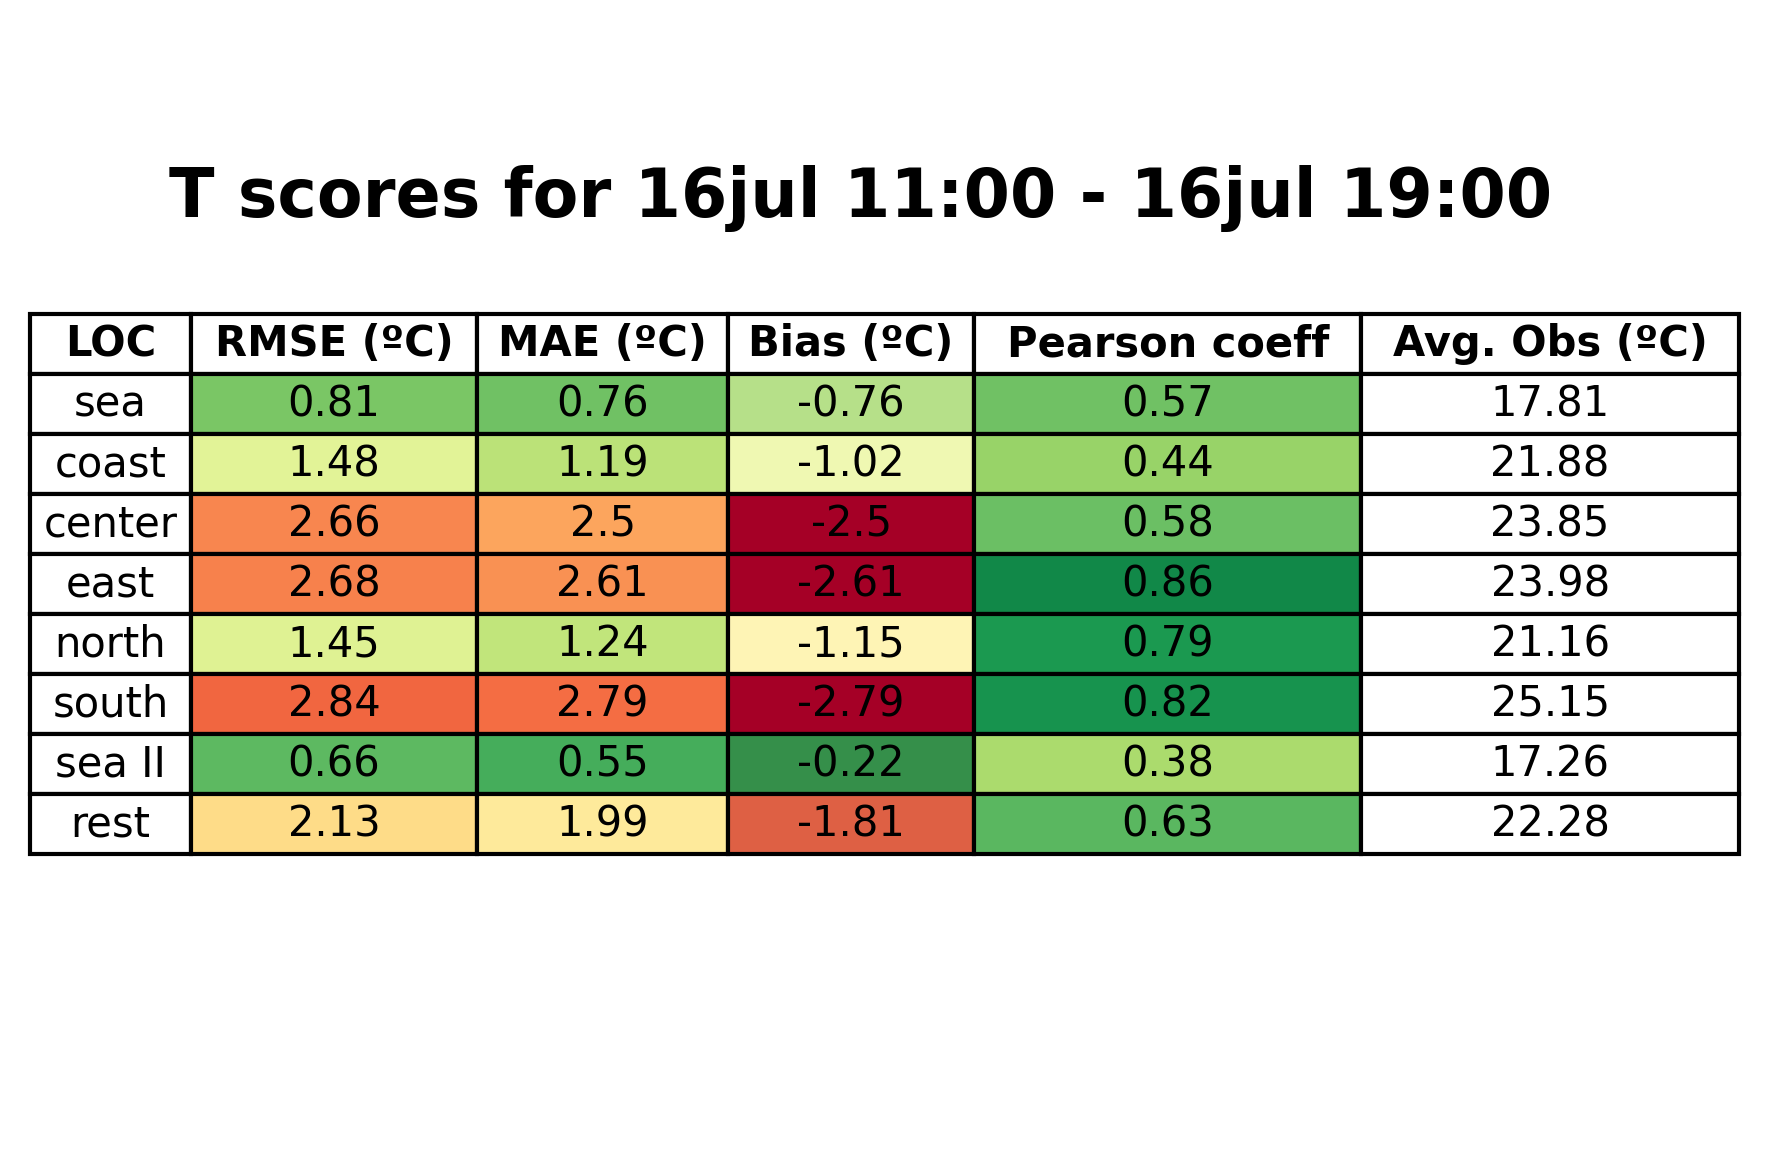 T scores for 16jul 11:00 - 16jul 19:00
LOC RMSE (ºC) MAE (ºC) Bias (ºC) Pearson coeff Avg. Obs (ºC)
sea 0.81 0.76 -0.76 0.57 17.81
coast 1.48 1.19 -1.02 0.44 21.88
center 2.66 2.5 -2.5 0.58 23.85
east 2.68 2.61 -2.61 0.86 23.98
north 1.45 1.24 -1.15 0.79 21.16
south 2.84 2.79 -2.79 0.82 25.15
sea II 0.66 0.55 -0.22 0.38 17.26
rest 2.13 1.99 -1.81 0.63 22.28